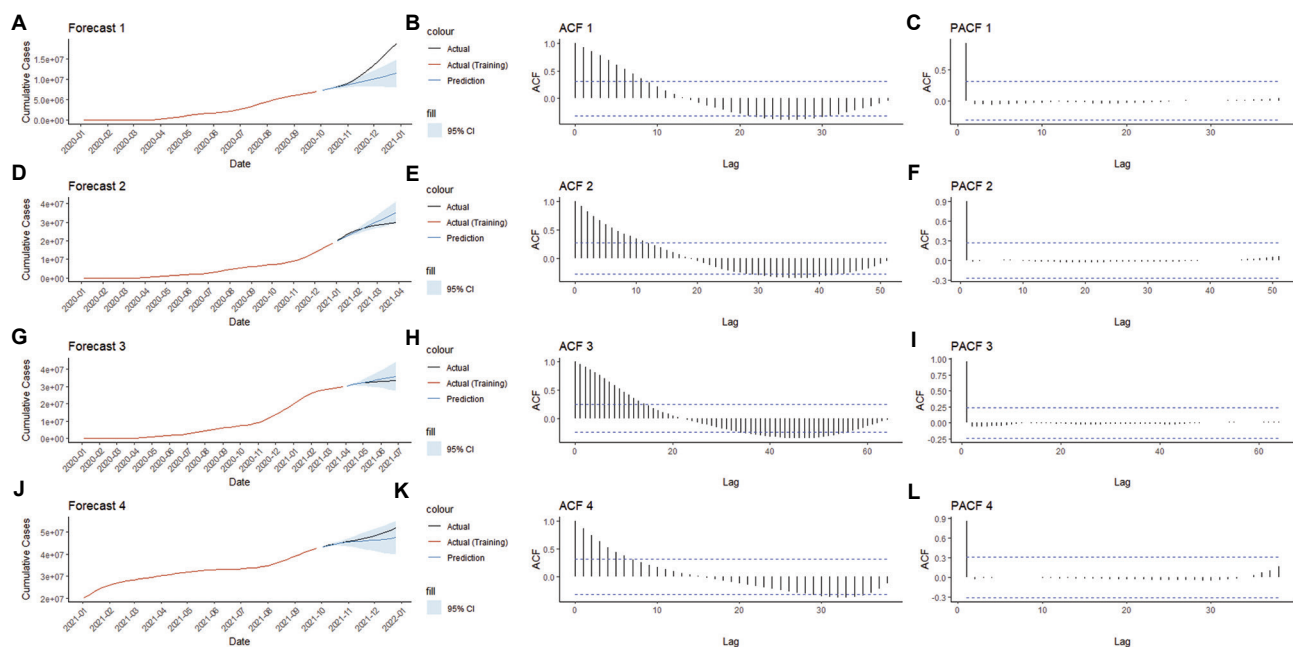 A
Forecast 1
Cumulative Cases
1.5e+07
1.0e+07
5.0e+06
0.0e+00
2020-01
2020-02
2020-03
2020-04
2020-05
2020-06
2020-07
2020-08
2020-09
2020-10
2020-11
2020-12
2021-01
Date
colour
Actual
Actual (Training)
Prediction
fill
95% CI
B
ACF 1
ACF
1.0
0.5
0.0
0
10
20
30
Lag
C
PACF 1
ACF
0.5
0.0
0
10
20
30
Lag
D
Forecast 2
Cumulative Cases
4e+07
3e+07
2e+07
1e+07
0e+00
2020-01
2020-02
2020-03
2020-04
2020-05
2020-06
2020-07
2020-08
2020-09
2020-10
2020-11
2020-12
2021-01
2021-02
2021-03
2021-04
Date
colour
Actual
Actual (Training)
Prediction
fill
95% CI
E
ACF 2
ACF
1.0
0.5
0.0
0
10
20
30
40
50
Lag
F
PACF 2
ACF
0.9
0.6
0.3
0.0
-0.3
0
10
20
30
40
50
Lag
G
Forecast 3
Cumulative Cases
4e+07
3e+07
2e+07
1e+07
0e+00
2020-01
2020-02
2020-03
2020-04
2020-05
2020-06
2020-07
2020-08
2020-09
2020-10
2020-11
2020-12
2021-01
2021-02
2021-03
2021-04
2021-05
2021-06
2021-07
Date
colour
Actual
Actual (Training)
Prediction
fill
95% CI
H
ACF 3
ACF
1.0
0.5
0.0
0
20
40
60
Lag
I
PACF 3
ACF
1.00
0.75
0.50
0.25
0.00
-0.25
0
20
40
60
Lag
J
Forecast 4
Cumulative Cases
5e+07
4e+07
3e+07
2e+07
2021-01
2021-02
2021-03
2021-04
2021-05
2021-06
2021-07
2021-08
2021-09
2021-10
2021-11
2021-12
2022-01
Date
colour
Actual
Actual (Training)
Prediction
fill
95% CI
K
ACF 4
ACF
1.0
0.5
0.0
0
10
20
30
Lag
L
PACF 4
ACF
0.9
0.6
0.3
0.0
-0.3
0
10
20
30
Lag